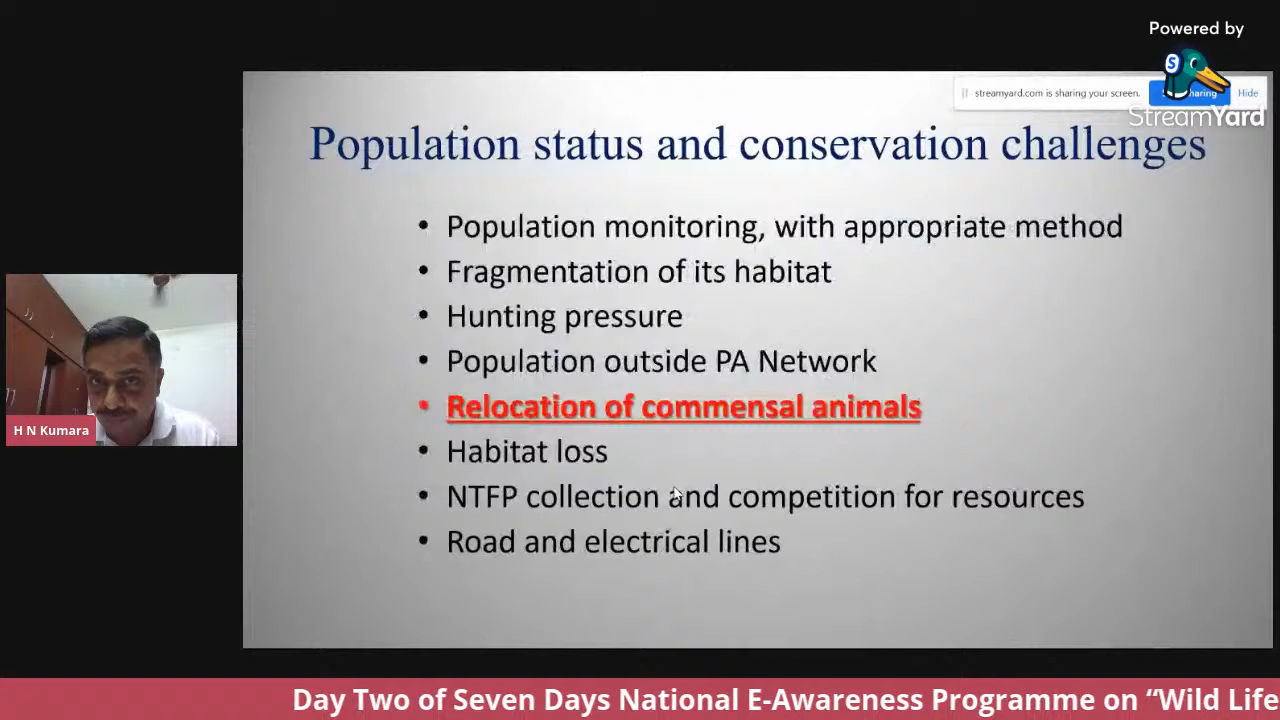 Powered by
S
streamyard.com is sharing your screen.
haring
Hide
StreamYard
Population status and conservation challenges
• Population monitoring, with appropriate method
• Fragmentation of its habitat
• Hunting pressure
• Population outside PA Network
• Relocation of commensal animals
• Habitat loss
• NTFP collection and competition for resources
• Road and electrical lines
H N Kumara
Day Two of Seven Days National E-Awareness Programme on “Wild Life